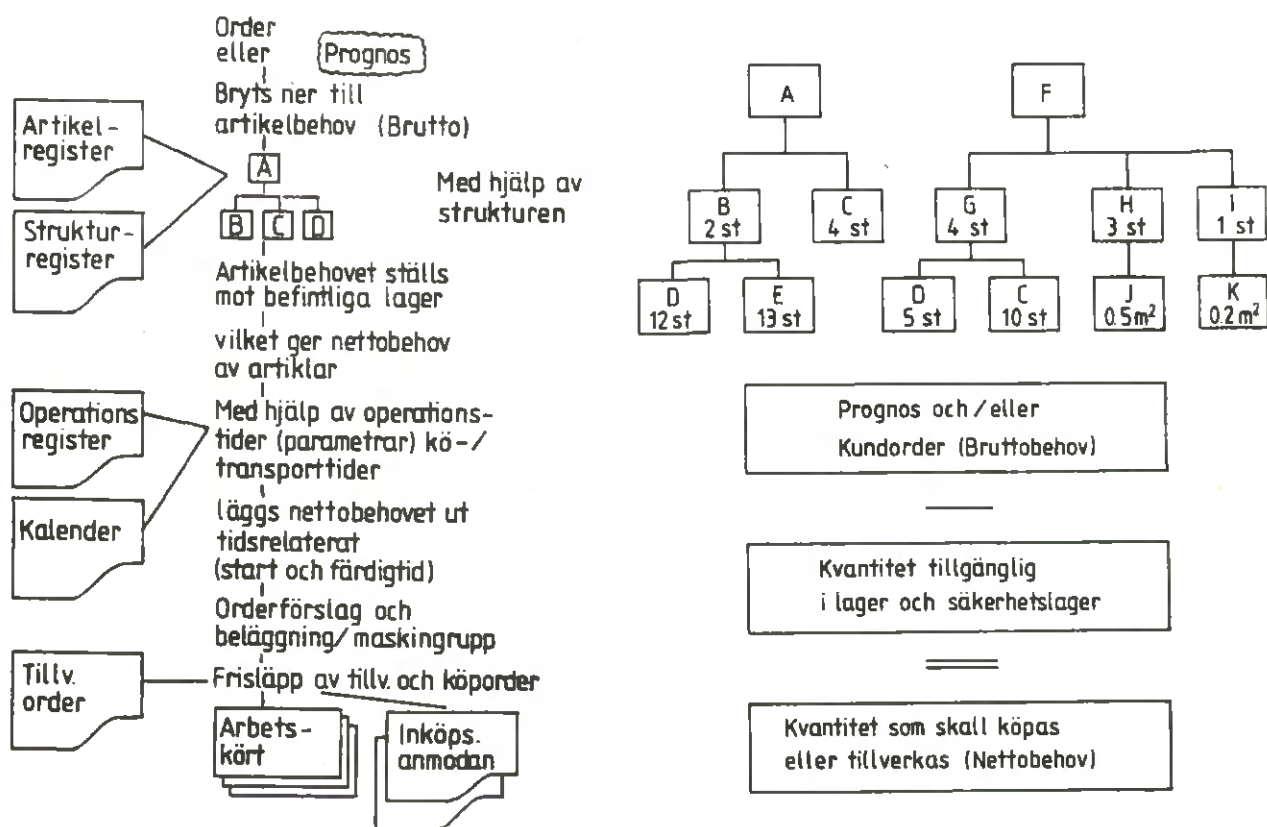 Order
eller
Prognos
Bryts ner till
artikelbehov (Brutto)
Artikel-
register
A
Med hjälp av
strukturen
B C D
Struktur-
register
Artikelbehovet ställs
mot befintliga lager
vilket ger nettobehov
av artiklar
Operations
register
Med hjälp av operations-
tider (parametrar) kö-/
transporttider
Kalender
läggs nettobehovet ut
tidsrelaterat
(start och färdigtid)
Orderförslag och
beläggning/maskingrupp
Tillv.
order
Frisläpp av tillv. och köporder
Arbets-
kört
Inköps.
anmodan
A F
B C G H I
2 st 4 st 4 st 3 st 1 st
D E D C J K
12 st 13 st 5 st 10 st 0.5m² 0.2m²
Prognos och/eller
Kundorder (Bruttobehov)
—
Kvantitet tillgänglig
i lager och säkerhetslager
=
Kvantitet som skall köpas
eller tillverkas (Nettobehov)